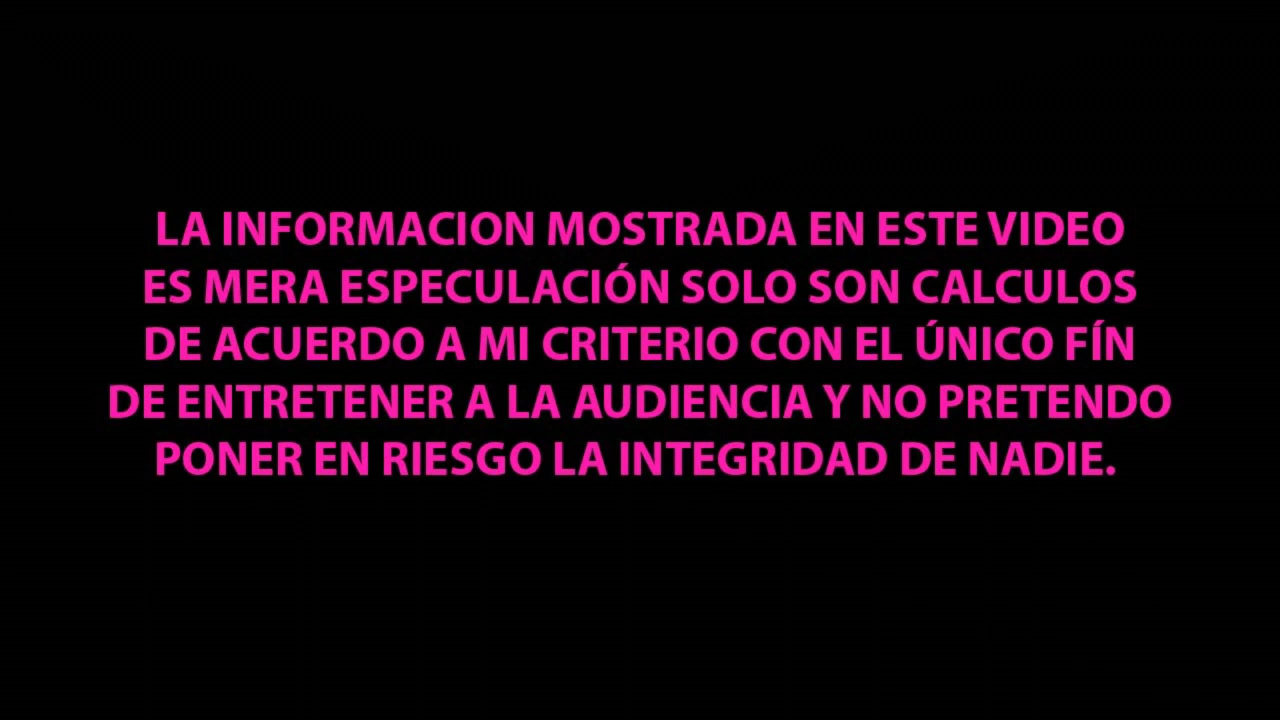 LA INFORMACION MOSTRADA EN ESTE VIDEO
ES MERA ESPECULACIÓN SOLO SON CALCULOS
DE ACUERDO A MI CRITERIO CON EL ÚNICO FÍN
DE ENTRETENER A LA AUDIENCIA Y NO PRETENDO
PONER EN RIESGO LA INTEGRIDAD DE NADIE.